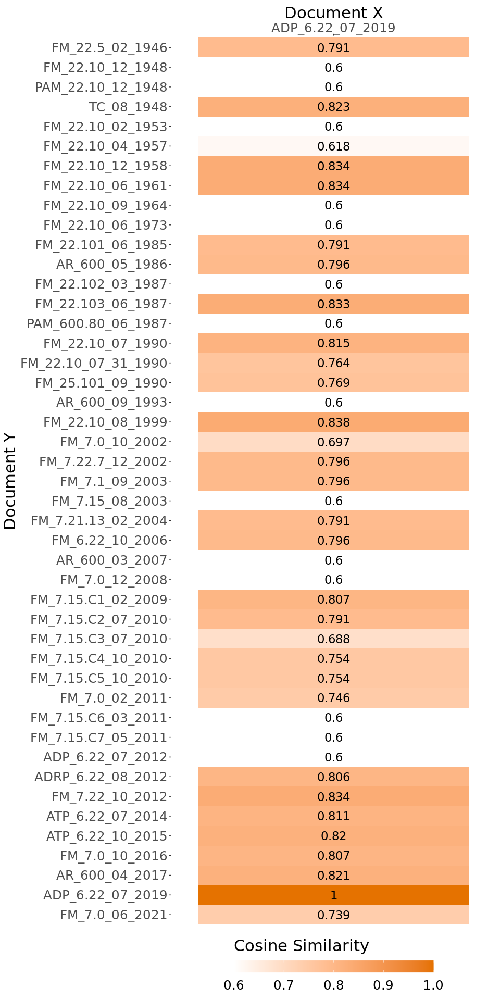 Document X
ADP_6.22_07_2019
FM_22.5_02_1946 0.791
FM_22.10_12_1948 0.6
PAM_22.10_12_1948 0.6
TC_08_1948 0.823
FM_22.10_02_1953 0.6
FM_22.10_04_1957 0.618
FM_22.10_12_1958 0.834
FM_22.10_06_1961 0.834
FM_22.10_09_1964 0.6
FM_22.10_06_1973 0.6
FM_22.101_06_1985 0.791
AR_600_05_1986 0.796
FM_22.102_03_1987 0.6
FM_22.103_06_1987 0.833
PAM_600.80_06_1987 0.6
FM_22.10_07_1990 0.815
FM_22.10_07_31_1990 0.764
FM_25.101_09_1990 0.769
AR_600_09_1993 0.6
FM_22.10_08_1999 0.838
FM_7.0_10_2002 0.697
FM_7.22.7_12_2002 0.796
FM_7.1_09_2003 0.796
FM_7.15_08_2003 0.6
FM_7.21.13_02_2004 0.791
FM_6.22_10_2006 0.796
AR_600_03_2007 0.6
FM_7.0_12_2008 0.6
FM_7.15.C1_02_2009 0.807
FM_7.15.C2_07_2010 0.791
FM_7.15.C3_07_2010 0.688
FM_7.15.C4_10_2010 0.754
FM_7.15.C5_10_2010 0.754
FM_7.0_02_2011 0.746
FM_7.15.C6_03_2011 0.6
FM_7.15.C7_05_2011 0.6
ADP_6.22_07_2012 0.6
ADRP_6.22_08_2012 0.806
FM_7.22_10_2012 0.834
ATP_6.22_07_2014 0.811
ATP_6.22_10_2015 0.82
FM_7.0_10_2016 0.807
AR_600_04_2017 0.821
ADP_6.22_07_2019 1
FM_7.0_06_2021 0.739
Document Y
Cosine Similarity
0.6 0.7 0.8 0.9 1.0